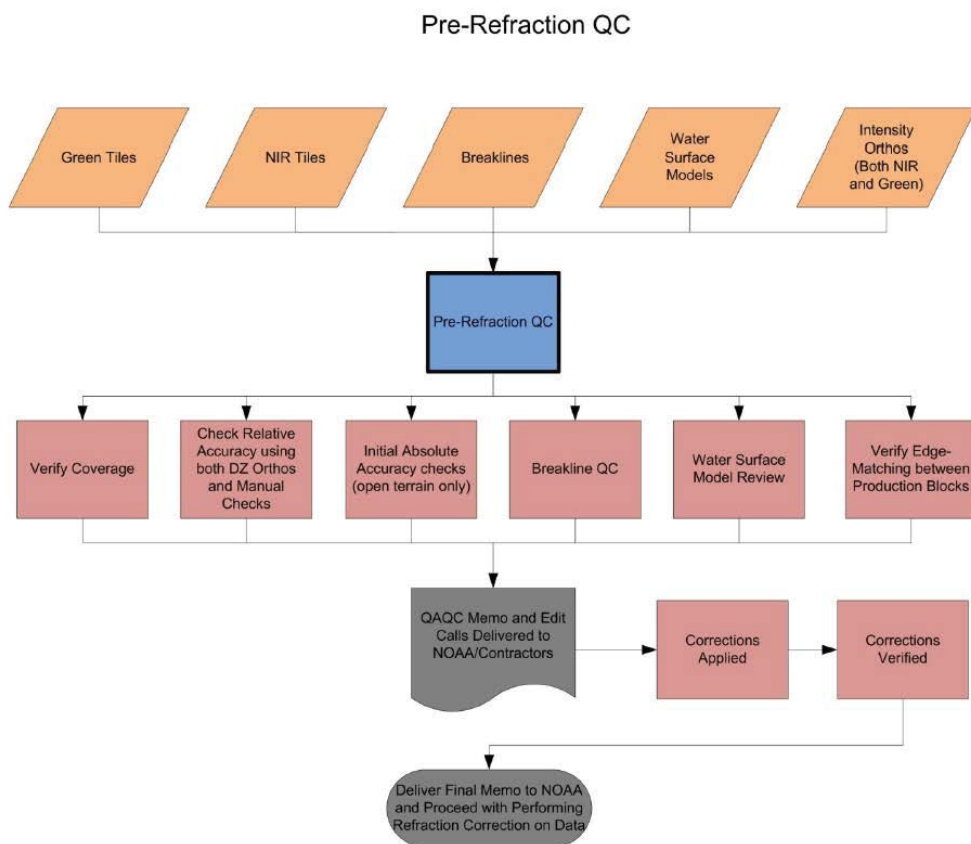 Pre-Refraction QC
Green Tiles
NIR Tiles
Breaklines
Water
Surface
Models
Intensity
Orthos
(Both NIR
and Green)
Pre-Refraction QC
Verify Coverage
Check Relative
Accuracy using
both DZ Orthos
and Manual
Checks
Initial Absolute
Accuracy checks
(open terrain only)
Breakline QC
Water Surface
Model Review
Verify Edge-
Matching between
Production Blocks
QAQC Memo and Edit
Calls Delivered to
NOAA/Contractors
Corrections
Applied
Corrections
Verified
Deliver Final Memo to NOAA
and Proceed with Performing
Refraction Correction on Data